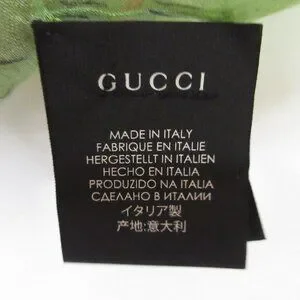 GUCCI
MADE IN ITALY
FABRIQUE EN ITALIE
HERGESTELLT IN ITALIEN
HECHO EN ITALIA
PRODUZIDO NA ITALIA
СДЕЛАНО В ИТАЛИИ
イタリア製
产地:意大利